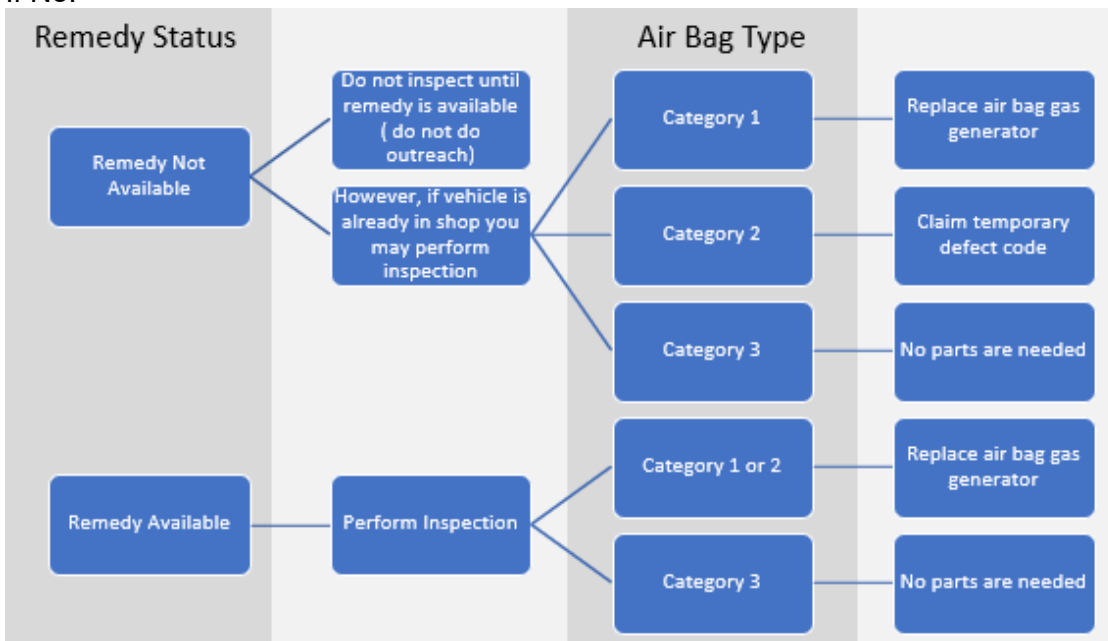 Remedy Status
Air Bag Type
Remedy Not
Available
Do not inspect until
remedy is available
( do not do
outreach)
However, if vehicle is
already in shop you
may perform
inspection
Category 1
Replace air bag gas
generator
Category 2
Claim temporary
defect code
Category 3
No parts are needed
Remedy Available
Perform Inspection
Category 1 or 2
Replace air bag gas
generator
Category 3
No parts are needed